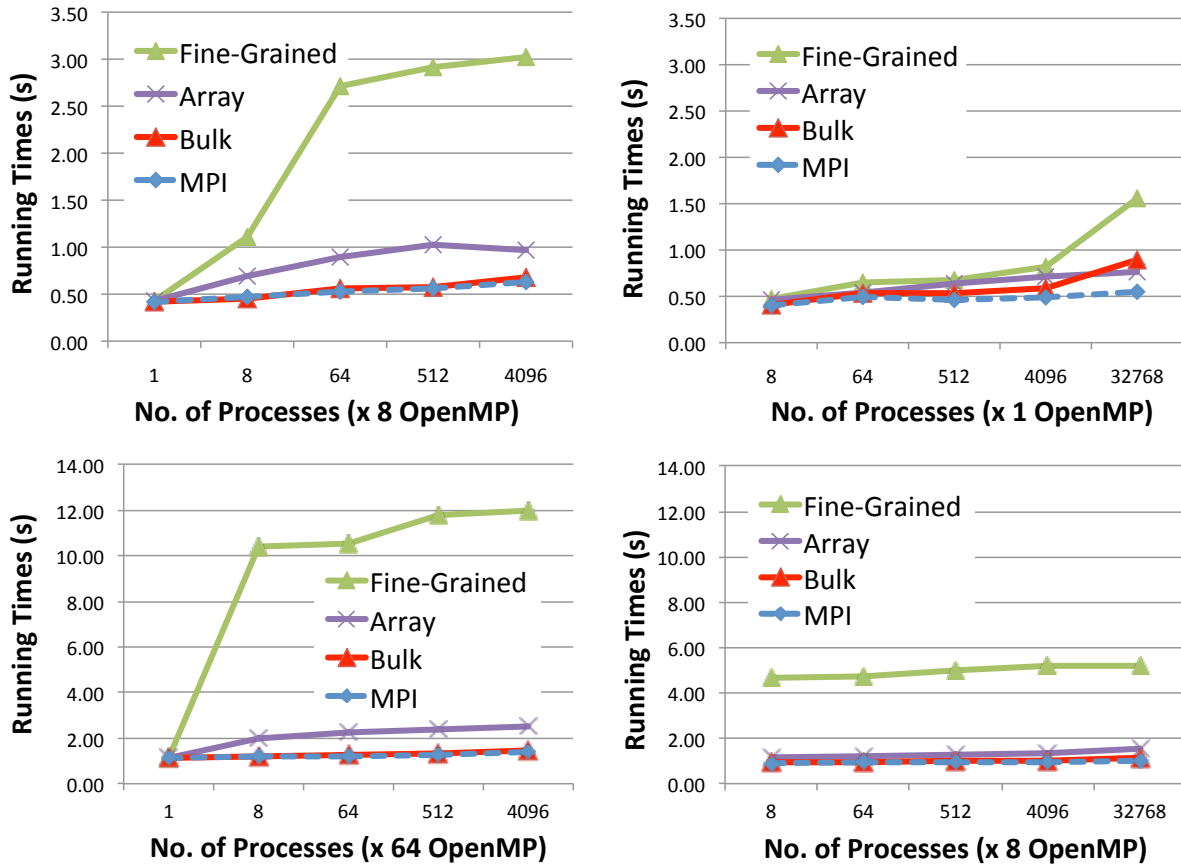 3.50
3.00
2.50
2.00
1.50
1.00
0.50
0.00
Running Times (s)
Fine-Grained
Array
Bulk
MPI
1 8 64 512 4096
No. of Processes (x 8 OpenMP)
3.50
3.00
2.50
2.00
1.50
1.00
0.50
0.00
Running Times (s)
Fine-Grained
Array
Bulk
MPI
8 64 512 4096 32768
No. of Processes (x 1 OpenMP)
14.00
12.00
10.00
8.00
6.00
4.00
2.00
0.00
Running Times (s)
Fine-Grained
Array
Bulk
MPI
1 8 64 512 4096
No. of Processes (x 64 OpenMP)
14.00
12.00
10.00
8.00
6.00
4.00
2.00
0.00
Running Times (s)
Fine-Grained
Array
Bulk
MPI
8 64 512 4096 32768
No. of Processes (x 8 OpenMP)